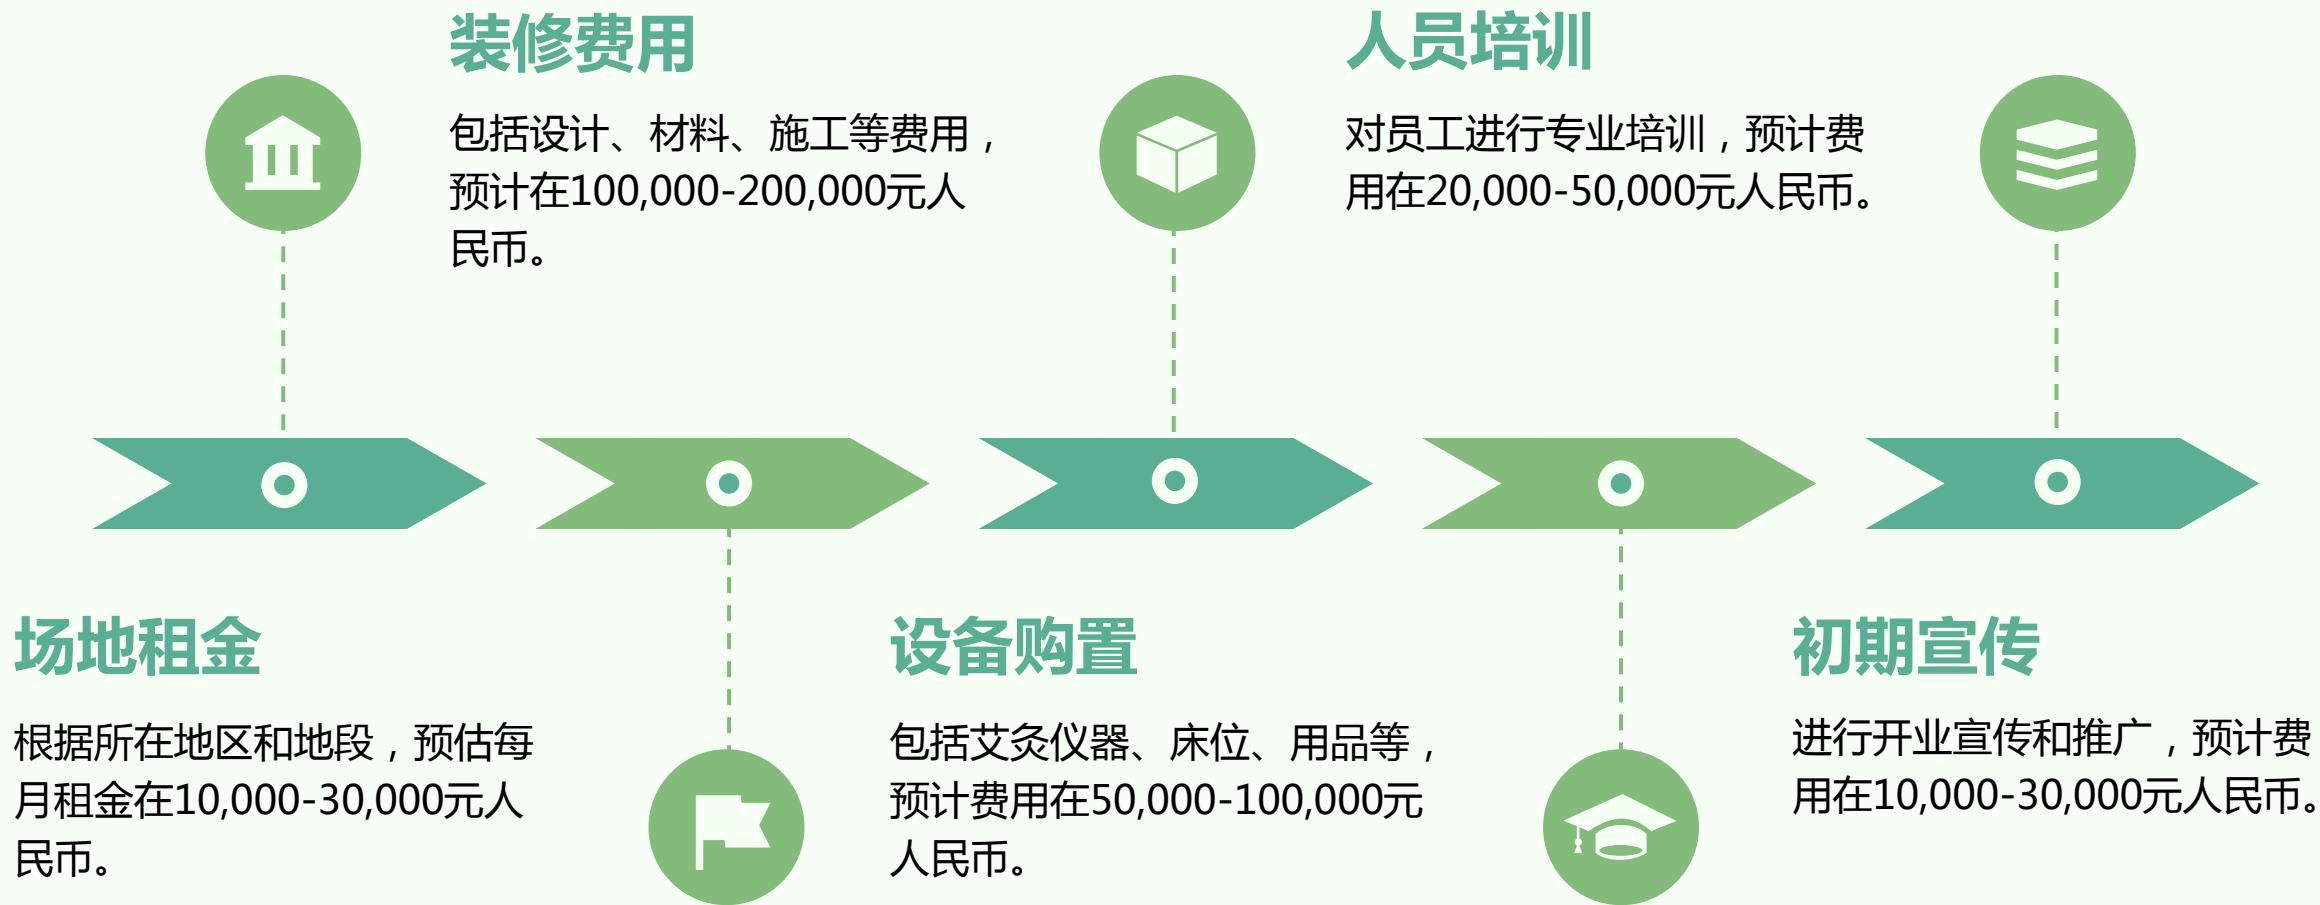 装修费用
包括设计、材料、施工等费用，
预计在100,000-200,000元人
民币。
人员培训
对员工进行专业培训，预计费
用在20,000-50,000元人民币。
场地租金
根据所在地区和地段，预估每
月租金在10,000-30,000元人
民币。
设备购置
包括艾灸仪器、床位、用品等，
预计费用在50,000-100,000元
人民币。
初期宣传
进行开业宣传和推广，预计费
用在10,000-30,000元人民币。